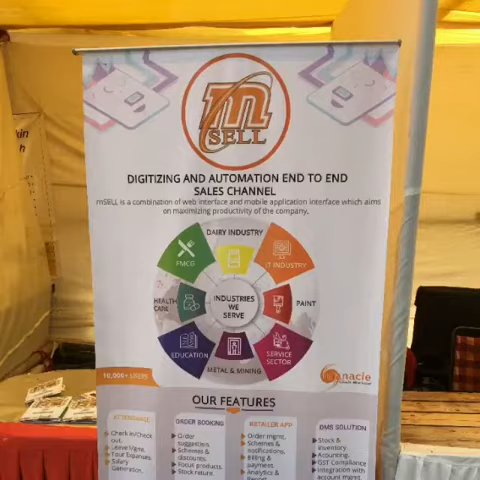 kin
h
m
SELL
DIGITIZING AND AUTOMATION END TO END
SALES CHANNEL
mSELL is a combination of web interface and mobile application interface which aims
on maximizing productivity of the company.
DAIRY INDUSTRY
FMCG
IT INDUSTRY
HEALTH
CARE
INDUSTRIES
WE
SERVE
PAINT
EDUCATION
SERVICE
SECTOR
METAL & MINING
10,000+ USERS
OUR FEATURES
ATTENDANCE
Check in/Check
out.
Leave Mgmt.
Tour Expenses.
Salary
Generation.
ORDER BOOKING
Order
suggestion.
Schemes &
discounts.
Focus products.
Stock return.
RETAILER APP
Order mgmt.
Schemes &
notifications.
Billing &
payment.
Analytics &
DMS SOLUTION
Stock &
Inventory
Accounting.
GST Compliance
Integration with
account mgmt.